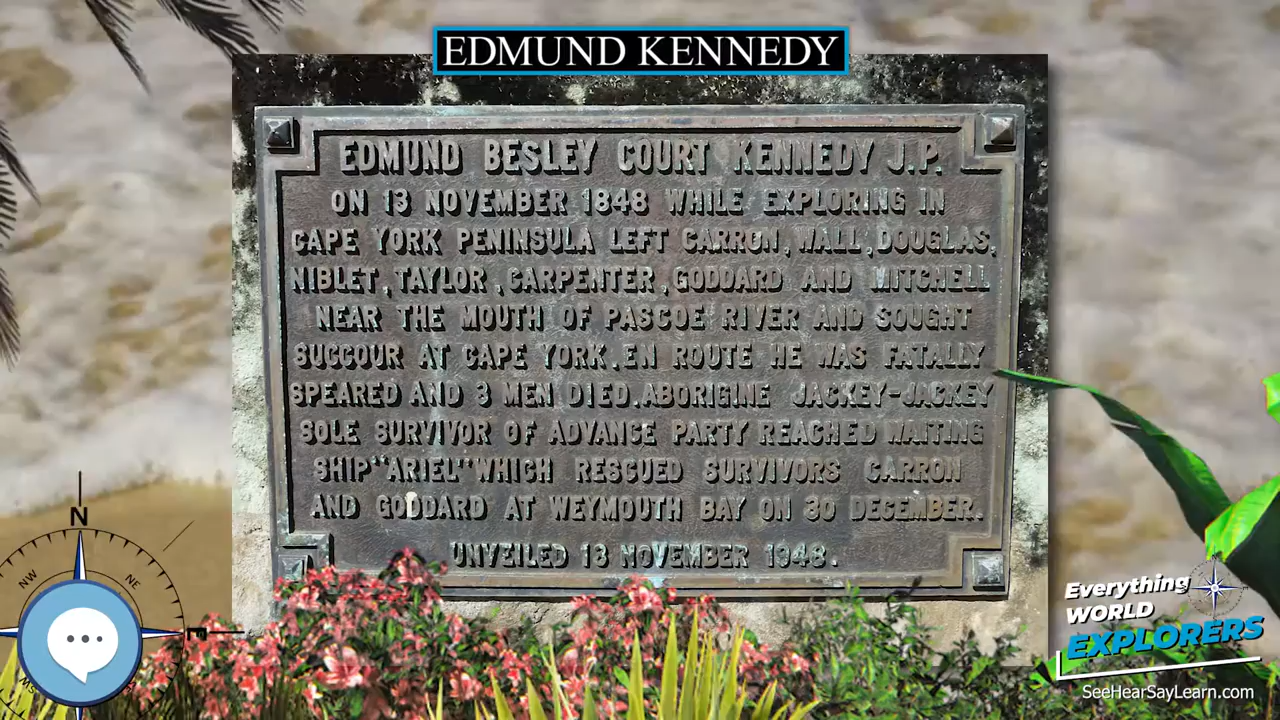 EDMUND KENNEDY
EDMUND BESLEY COURT KENNEDY J.P.
ON 13 NOVEMBER 1848 WHILE EXPLORING IN
CAPE YORK PENINSULA LEFT CARRON, WALL, DOUGLAS,
NIBLET, TAYLOR, CARPENTER, GODDARD AND MITCHELL
NEAR THE MOUTH OF PASCOE RIVER AND SOUGHT
SUCCOUR AT CAPE YORK. EN ROUTE HE WAS FATALLY
SPEARED AND 3 MEN DIED. ABORIGINE JACKEY-JACKEY
SOLE SURVIVOR OF ADVANCE PARTY REACHED WAITING
SHIP "ARIEL" WHICH RESCUED SURVIVORS CARRON
AND GODDARD AT WEYMOUTH BAY ON 30 DECEMBER.
UNVEILED 13 NOVEMBER 1948.
N
NW
NE
E
Everything
WORLD
EXPLORERS
SeeHearSayLearn.com